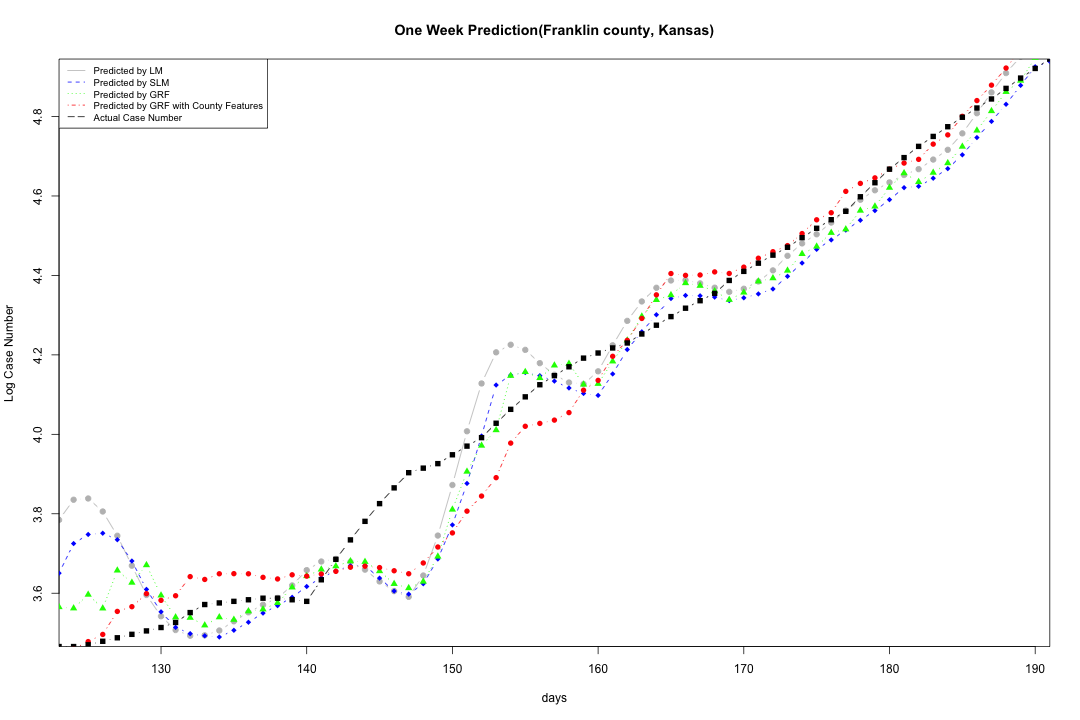 One Week Prediction(Franklin county, Kansas)
Predicted by LM
Predicted by SLM
Predicted by GRF
Predicted by GRF with County Features
Actual Case Number
Log Case Number
4.8
4.6
4.4
4.2
4.0
3.8
3.6
130 140 150 160 170 180 190
days